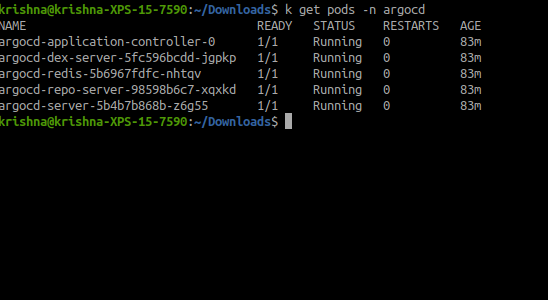 krishna@krishna-XPS-15-7590:~/Downloads$ k get pods -n argocd
NAME READY STATUS RESTARTS AGE
argocd-application-controller-0 1/1 Running 0 83m
argocd-dex-server-5fc596bcdd-jgpkp 1/1 Running 0 83m
argocd-redis-5b6967fdfc-nhtqv 1/1 Running 0 83m
argocd-repo-server-98598b6c7-xqxkd 1/1 Running 0 83m
argocd-server-5b4b7b868b-z6g55 1/1 Running 0 83m
krishna@krishna-XPS-15-7590:~/Downloads$